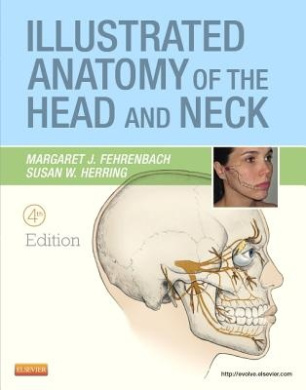 ILLUSTRATED
ANATOMY OF THE
HEAD AND NECK
MARGARET J. FEHRENBACH
SUSAN W. HERRING
4th
Edition
ELSEVIER
http://evolve.elsevier.com